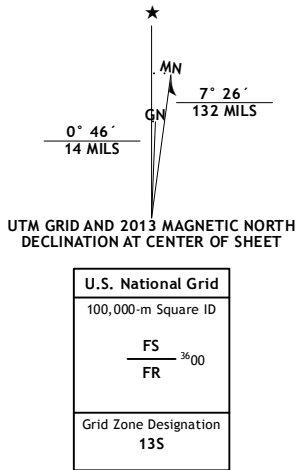 MN
GN
7° 26´
132 MILS
0° 46´
14 MILS
UTM GRID AND 2013 MAGNETIC NORTH
DECLINATION AT CENTER OF SHEET
U.S. National Grid
100,000-m Square ID
FS
3600
FR
Grid Zone Designation
13S